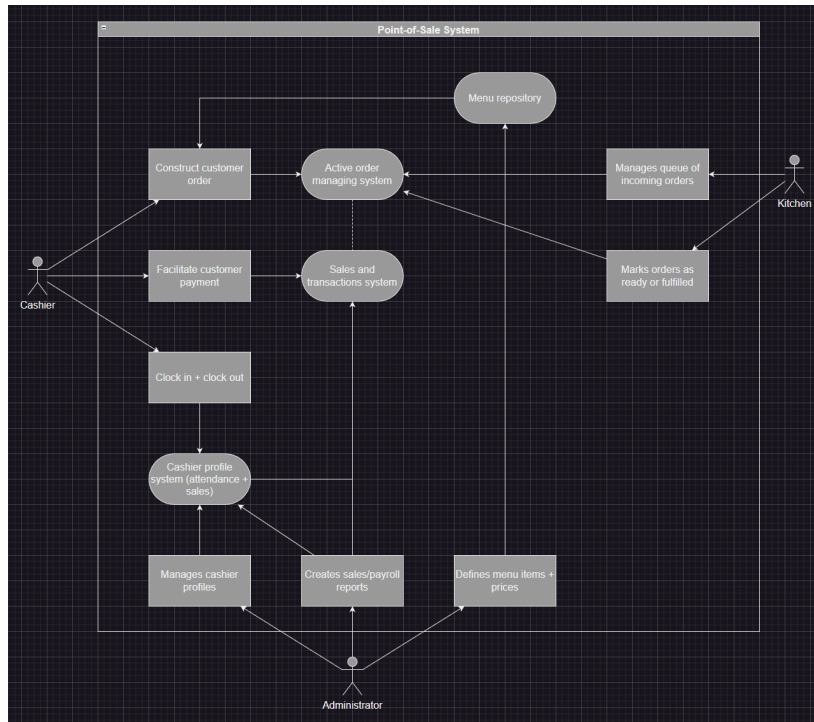 Point-of-Sale System
Menu repository
Construct customer
order
Active order
managing system
Manages queue of
incoming orders
Kitchen
Facilitate customer
payment
Sales and
transactions system
Marks orders as
ready or fulfilled
Cashier
Clock in + clock out
Cashier profile
system (attendance +
sales)
Manages cashier
profiles
Creates sales/payroll
reports
Defines menu items +
prices
Administrator